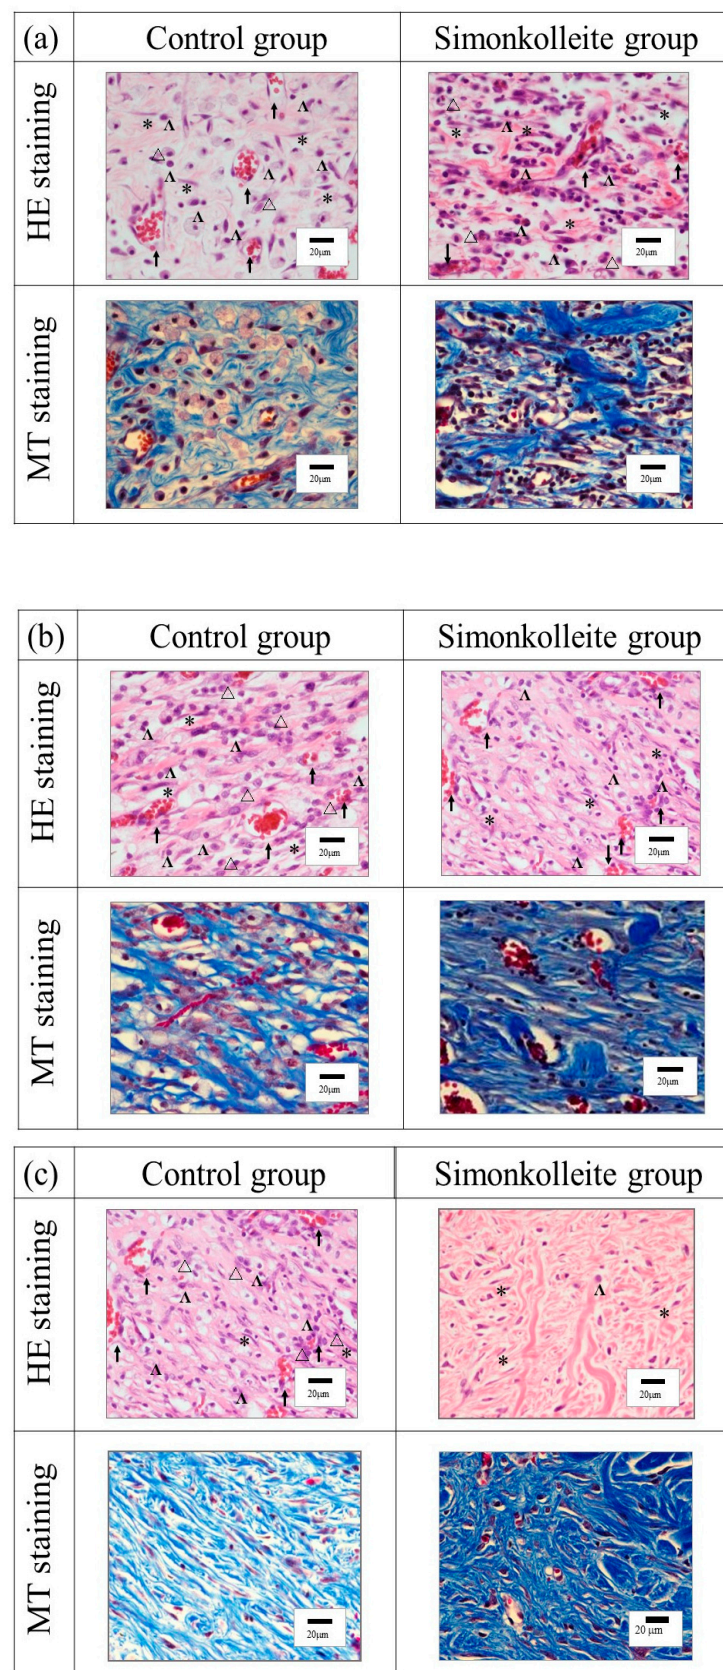 (a) Control group Simonkolleite group
HE staining
20μm 20μm
MT staining
20μm 20μm
(b) Control group Simonkolleite group
HE staining
20μm 20μm
MT staining
20μm 20μm
(c) Control group Simonkolleite group
HE staining
20μm 20μm
MT staining
20μm 20 μm